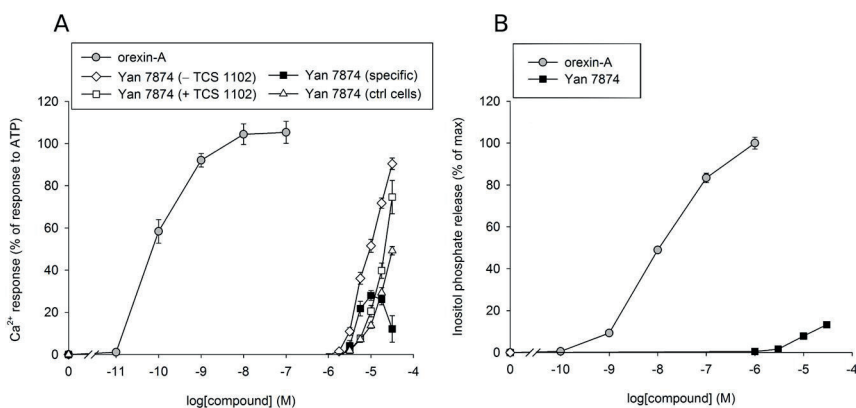 A
orexin-A
Yan 7874 (– TCS 1102)
Yan 7874 (specific)
Yan 7874 (+ TCS 1102)
Yan 7874 (ctrl cells)
Ca2+ response (% of response to ATP)
120
100
80
60
40
20
0
0 -11 -10 -9 -8 -7 -6 -5 -4
log[compound] (M)
B
orexin-A
Yan 7874
Inositol phosphate release (% of max)
120
100
80
60
40
20
0
0 -10 -9 -8 -7 -6 -5 -4
log[compound] (M)